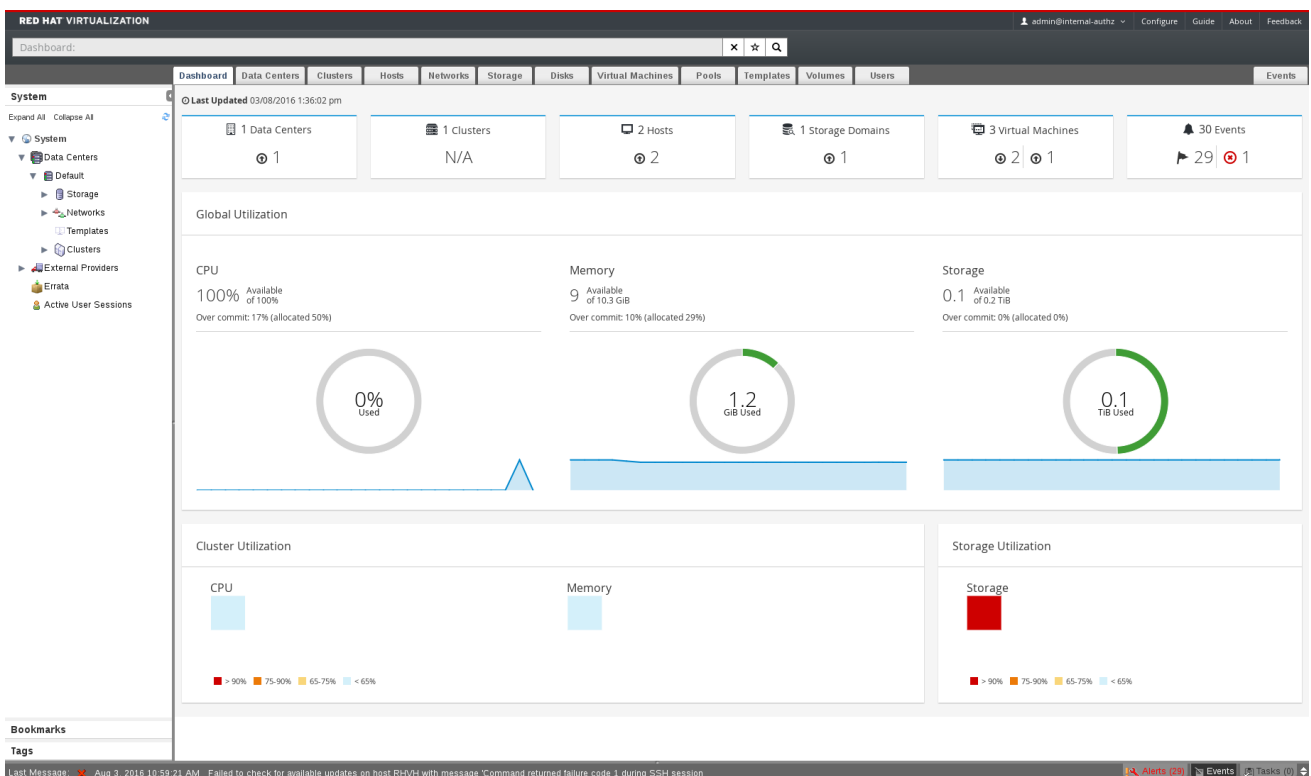 RED HAT VIRTUALIZATION
admin@internal-authz Configure Guide About Feedback
Dashboard:
Dashboard Data Centers Clusters Hosts Networks Storage Disks Virtual Machines Pools Templates Volumes Users Events
System
Expand All Collapse All
System
Data Centers
Default
Storage
Networks
Templates
Clusters
External Providers
Errata
Active User Sessions
Bookmarks
Tags
Last Updated 03/08/2016 1:36:02 pm
1 Data Centers
1
1 Clusters
N/A
2 Hosts
2
1 Storage Domains
1
3 Virtual Machines
2 1
30 Events
29 1
Global Utilization
CPU
100% Available
of 100%
Over commit: 17% (allocated 50%)
0%
Used
Memory
9 Available
of 10.3 GiB
Over commit: 10% (allocated 29%)
1.2
GiB Used
Storage
0.1 Available
of 0.2 TiB
Over commit: 0% (allocated 0%)
0.1
TiB Used
Cluster Utilization
CPU
Memory
> 90% 75-90% 65-75% < 65%
Storage Utilization
Storage
> 90% 75-90% 65-75% < 65%
Last Message: Aug 3, 2016 10:59:21 AM Failed to check for available updates on host RHVH with message 'Command returned failure code 1 during SSH session
Alerts (29) Events Tasks (0)